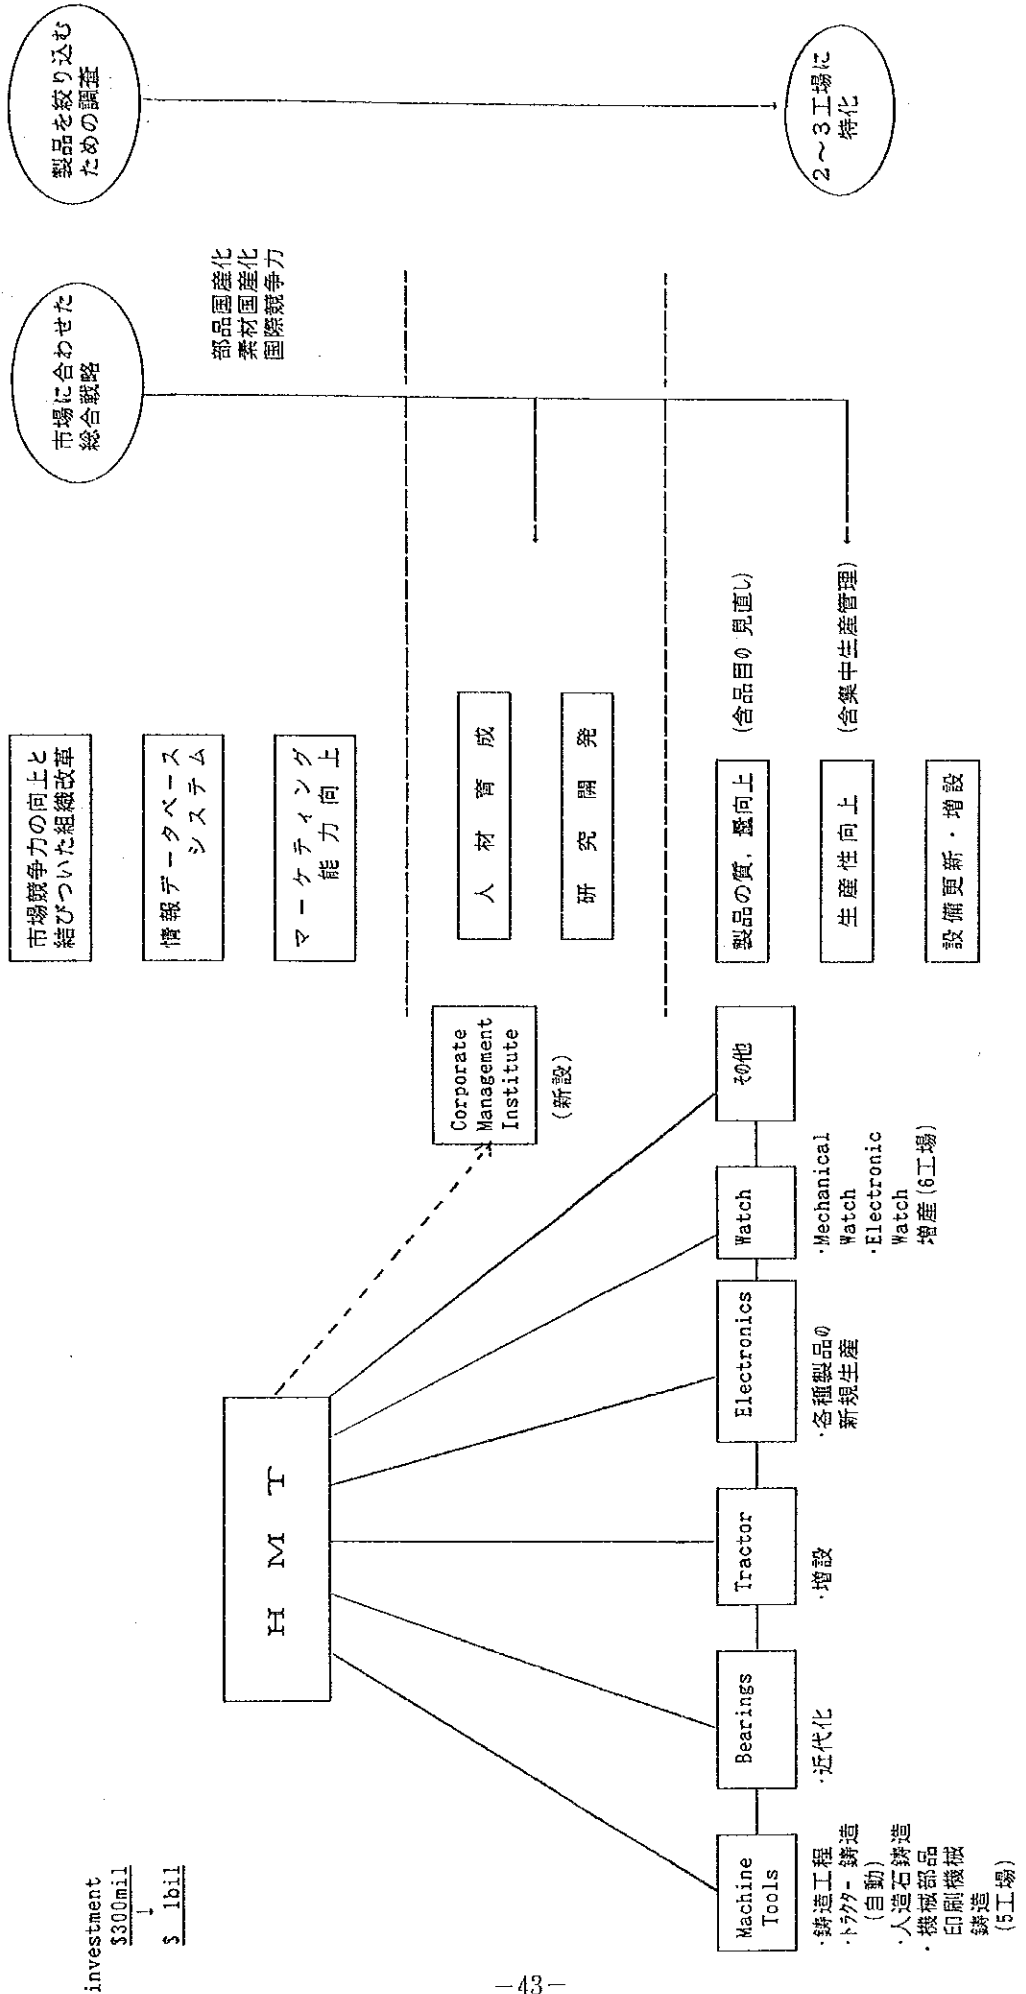 investment
$300mil
↓
$ 1bil
H M T
Corporate
Management
Institute
(新設)
Machine
Tools
・鋳造工程
・トラクター 鋳造
(自動)
・人造石鋳造
・機械部品
印刷機械
鋳造
(5工場)
Bearings
・近代化
Tractor
・増設
Electronics
・各種製品の
新規生産
Watch
・Mechanical
Watch
・Electronic
Watch
増産(6工場)
その他
市場競争力の向上と
結びついた組織改革
情報データベース
システム
マーケティング
能力向上
人材育成
研究開発
製品の質，量向上
(含品目の見直し)
生産性向上
(含集中生産管理)
設備更新・増設
市場に合わせた
総合戦略
部品国産化
素材国産化
国際競争力
製品を絞り込む
ための調査
2～3工場に
特化
－43－